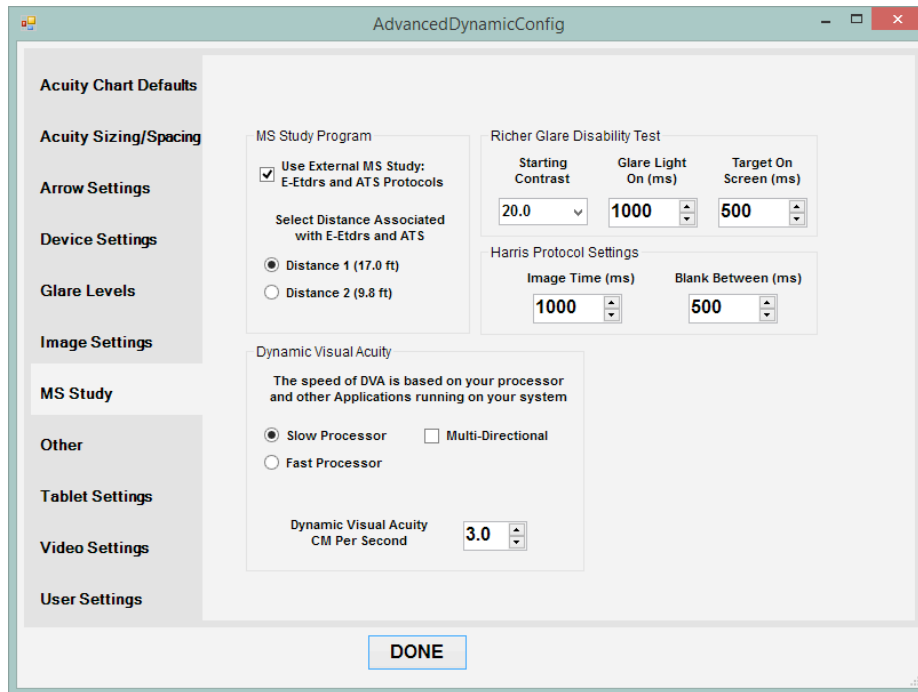 AdvancedDynamicConfig
Acuity Chart Defaults
Acuity Sizing/Spacing
Arrow Settings
Device Settings
Glare Levels
Image Settings
MS Study
Other
Tablet Settings
Video Settings
User Settings
MS Study Program
Use External MS Study:
E-Etdrs and ATS Protocols
Select Distance Associated
with E-Etdrs and ATS
Distance 1 (17.0 ft)
Distance 2 (9.8 ft)
Richer Glare Disability Test
Starting
Contrast
Glare Light
On (ms)
Target On
Screen (ms)
20.0
1000
500
Harris Protocol Settings
Image Time (ms)
Blank Between (ms)
1000
500
Dynamic Visual Acuity
The speed of DVA is based on your processor
and other Applications running on your system
Slow Processor
Multi-Directional
Fast Processor
Dynamic Visual Acuity
CM Per Second
3.0
DONE